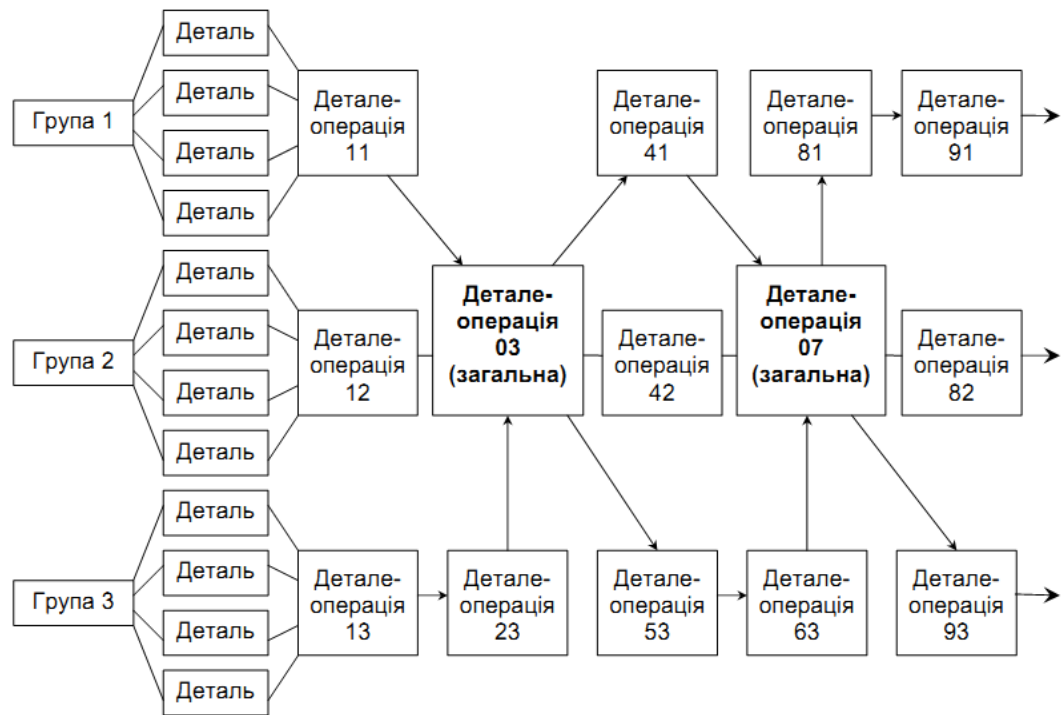 Група 1
Деталь
Деталь
Деталь
Деталь
Детале-
операція
11
Детале-
операція
41
Детале-
операція
81
Детале-
операція
91
Група 2
Деталь
Деталь
Деталь
Деталь
Детале-
операція
12
Детале-
операція
03
(загальна)
Детале-
операція
42
Детале-
операція
07
(загальна)
Детале-
операція
82
Група 3
Деталь
Деталь
Деталь
Деталь
Детале-
операція
13
Детале-
операція
23
Детале-
операція
53
Детале-
операція
63
Детале-
операція
93